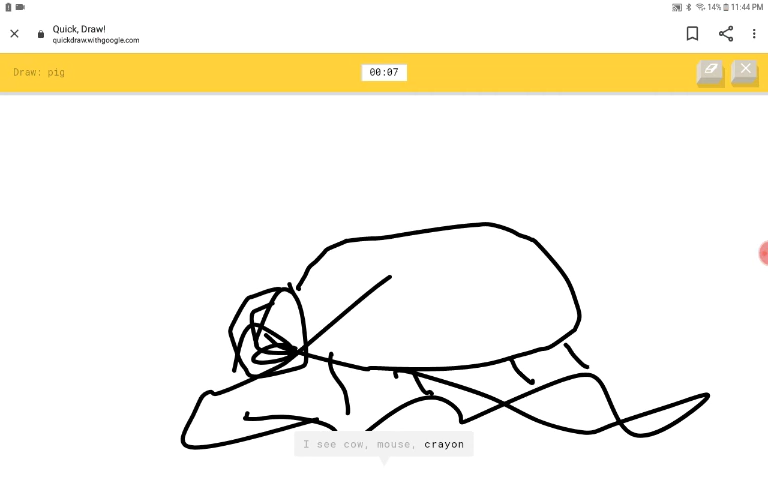 14% 11:44 PM
Quick, Draw!
quickdraw.withgoogle.com
Draw: pig
00:07
I see cow, mouse, crayon